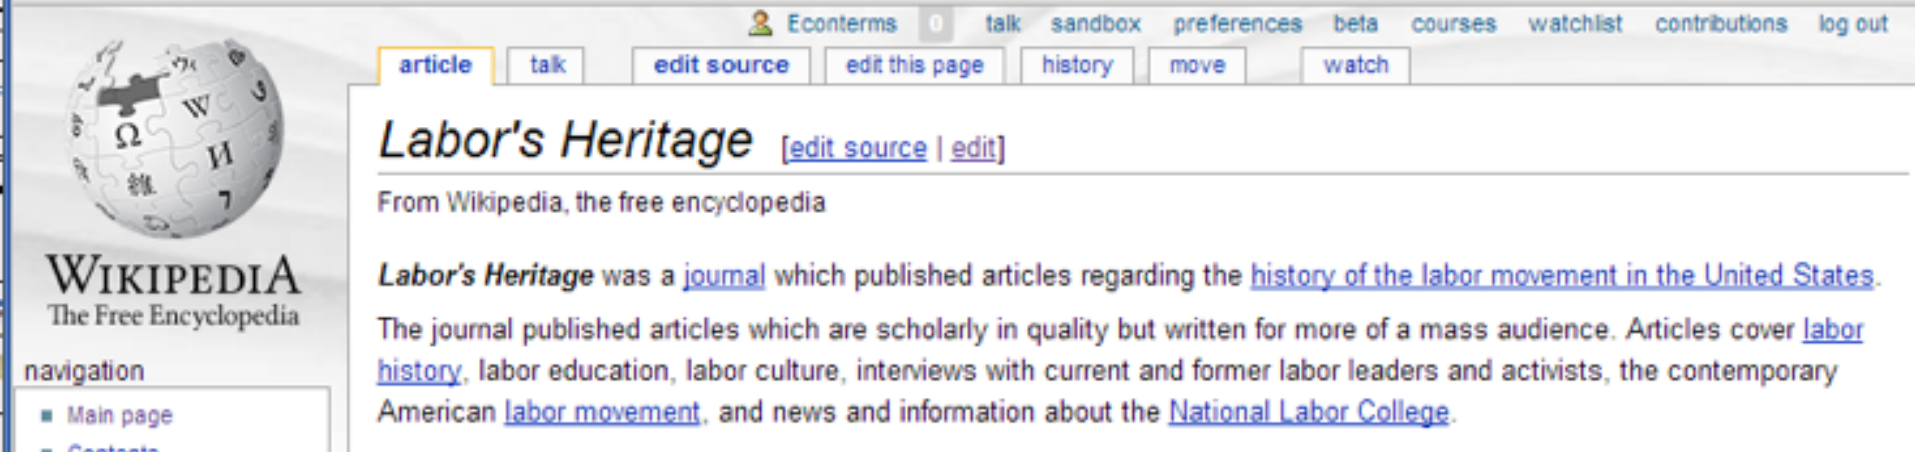 Econterms 0 talk sandbox preferences beta courses watchlist contributions log out
article talk edit source edit this page history move watch
Labor's Heritage [edit source | edit]
From Wikipedia, the free encyclopedia
Labor's Heritage was a journal which published articles regarding the history of the labor movement in the United States.
The journal published articles which are scholarly in quality but written for more of a mass audience. Articles cover labor
history, labor education, labor culture, interviews with current and former labor leaders and activists, the contemporary
American labor movement, and news and information about the National Labor College.
Ω W И 維 7
WIKIPEDIA
The Free Encyclopedia
navigation
Main page
Contents